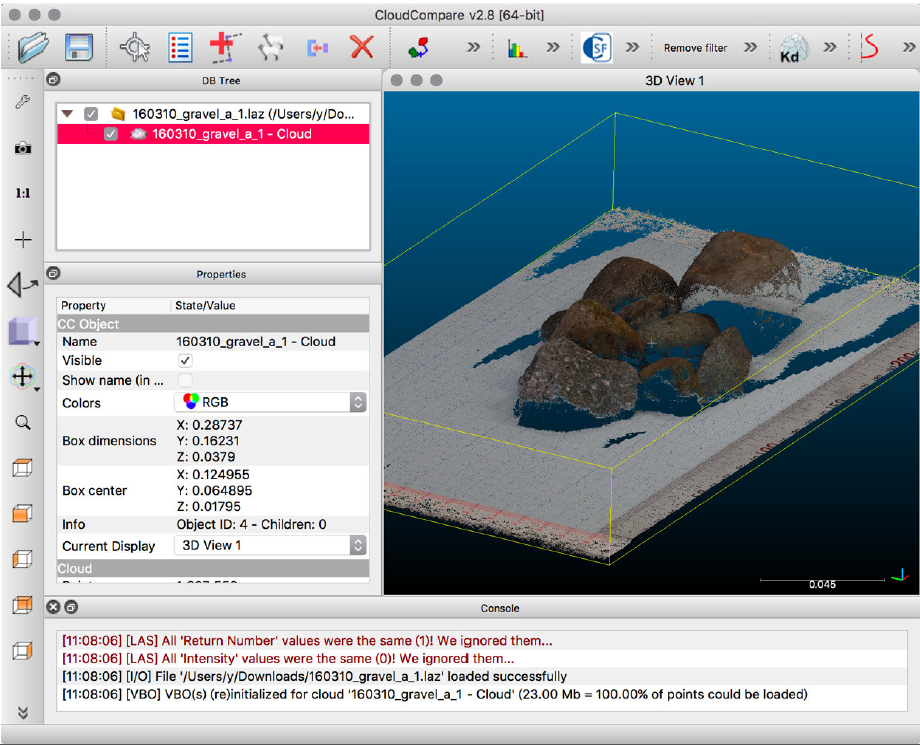 CloudCompare v2.8 [64-bit]
» » SF » Remove filter » Kd » S »
DB Tree
160310_gravel_a_1.laz (/Users/y/Do...
160310_gravel_a_1 - Cloud
Properties
Property State/Value
CC Object
Name 160310_gravel_a_1 - Cloud
Visible
Show name (in ...
Colors RGB
Box dimensions X: 0.28737
Y: 0.16231
Z: 0.0379
Box center X: 0.124955
Y: 0.064895
Z: 0.01795
Info Object ID: 4 - Children: 0
Current Display 3D View 1
Cloud
1:1
3D View 1
200
0.045
Console
[11:08:06] [LAS] All 'Return Number' values were the same (1)! We ignored them...
[11:08:06] [LAS] All 'Intensity' values were the same (0)! We ignored them...
[11:08:06] [I/O] File '/Users/y/Downloads/160310_gravel_a_1.laz' loaded successfully
[11:08:06] [VBO] VBO(s) (re)initialized for cloud '160310_gravel_a_1 - Cloud' (23.00 Mb = 100.00% of points could be loaded)